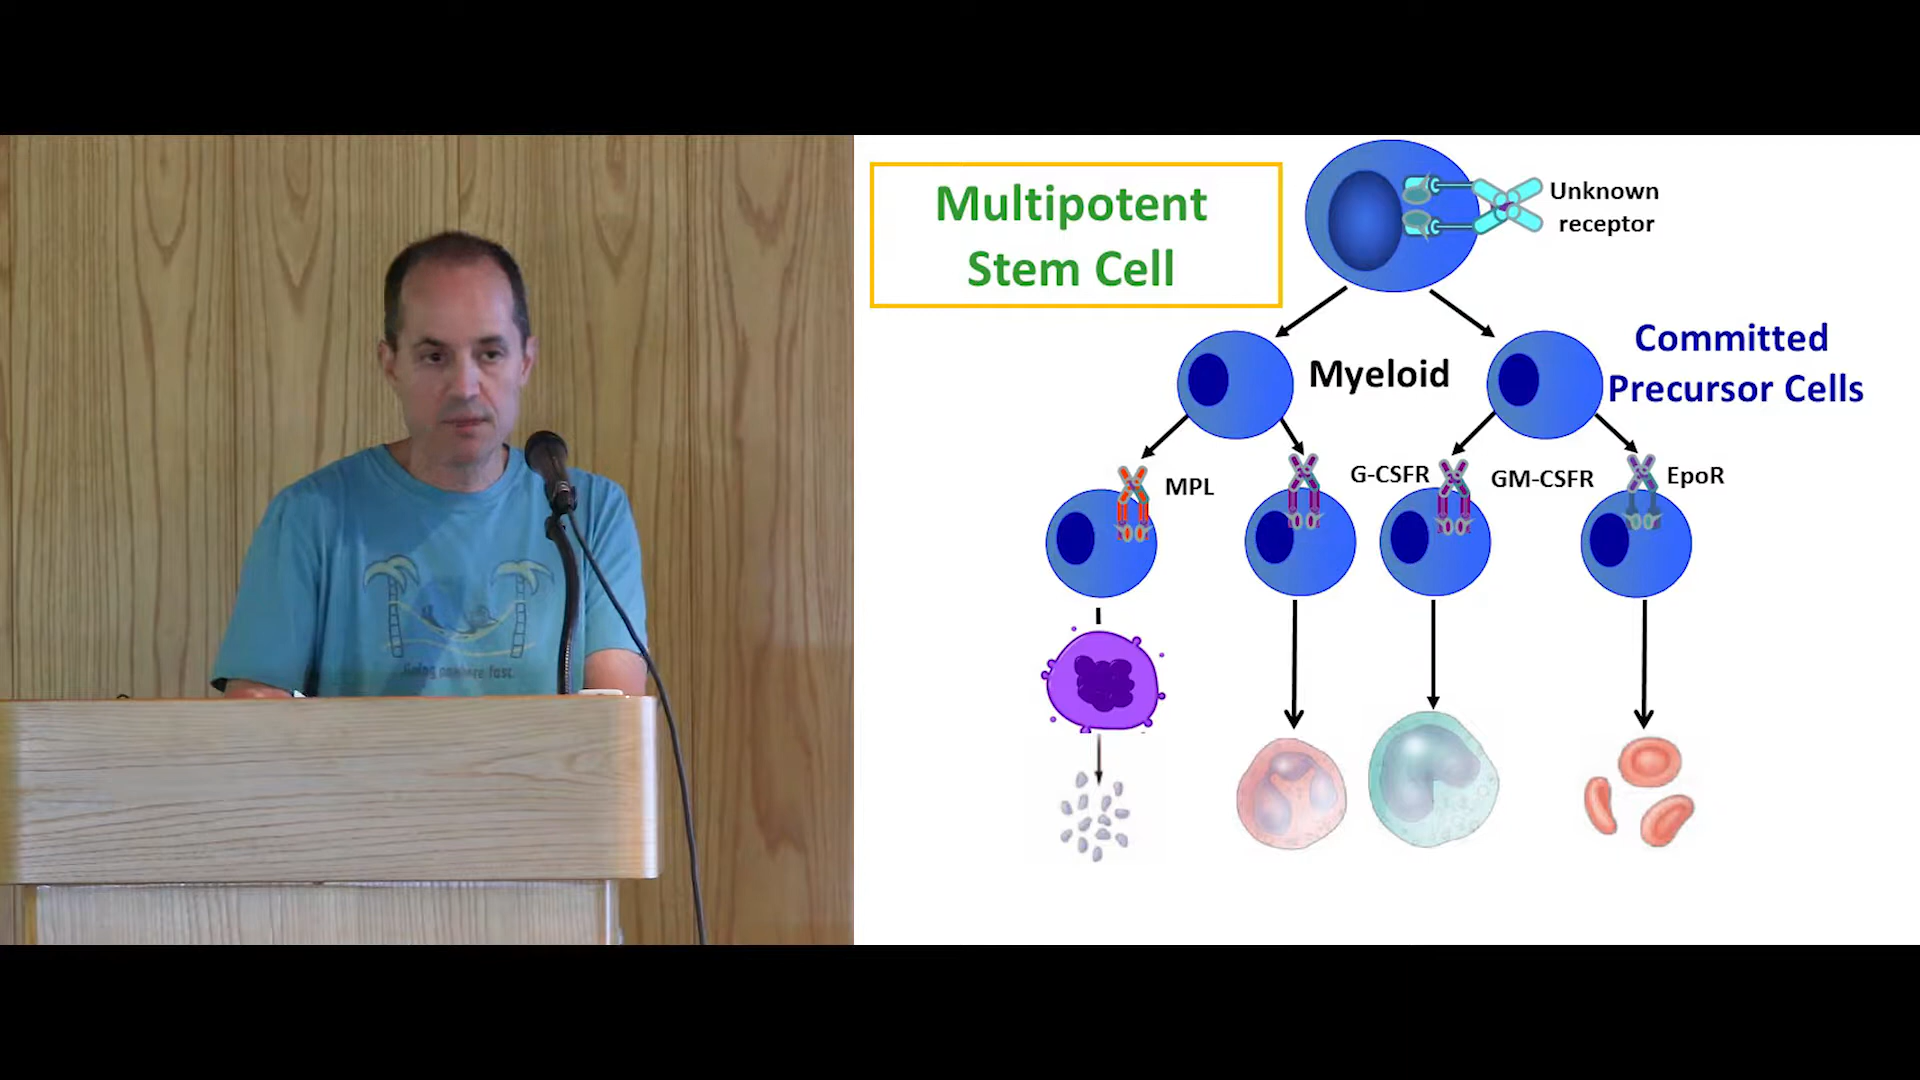 Multipotent
Stem Cell
Unknown
receptor
Myeloid
Committed
Precursor Cells
MPL
G-CSFR
GM-CSFR
EpoR